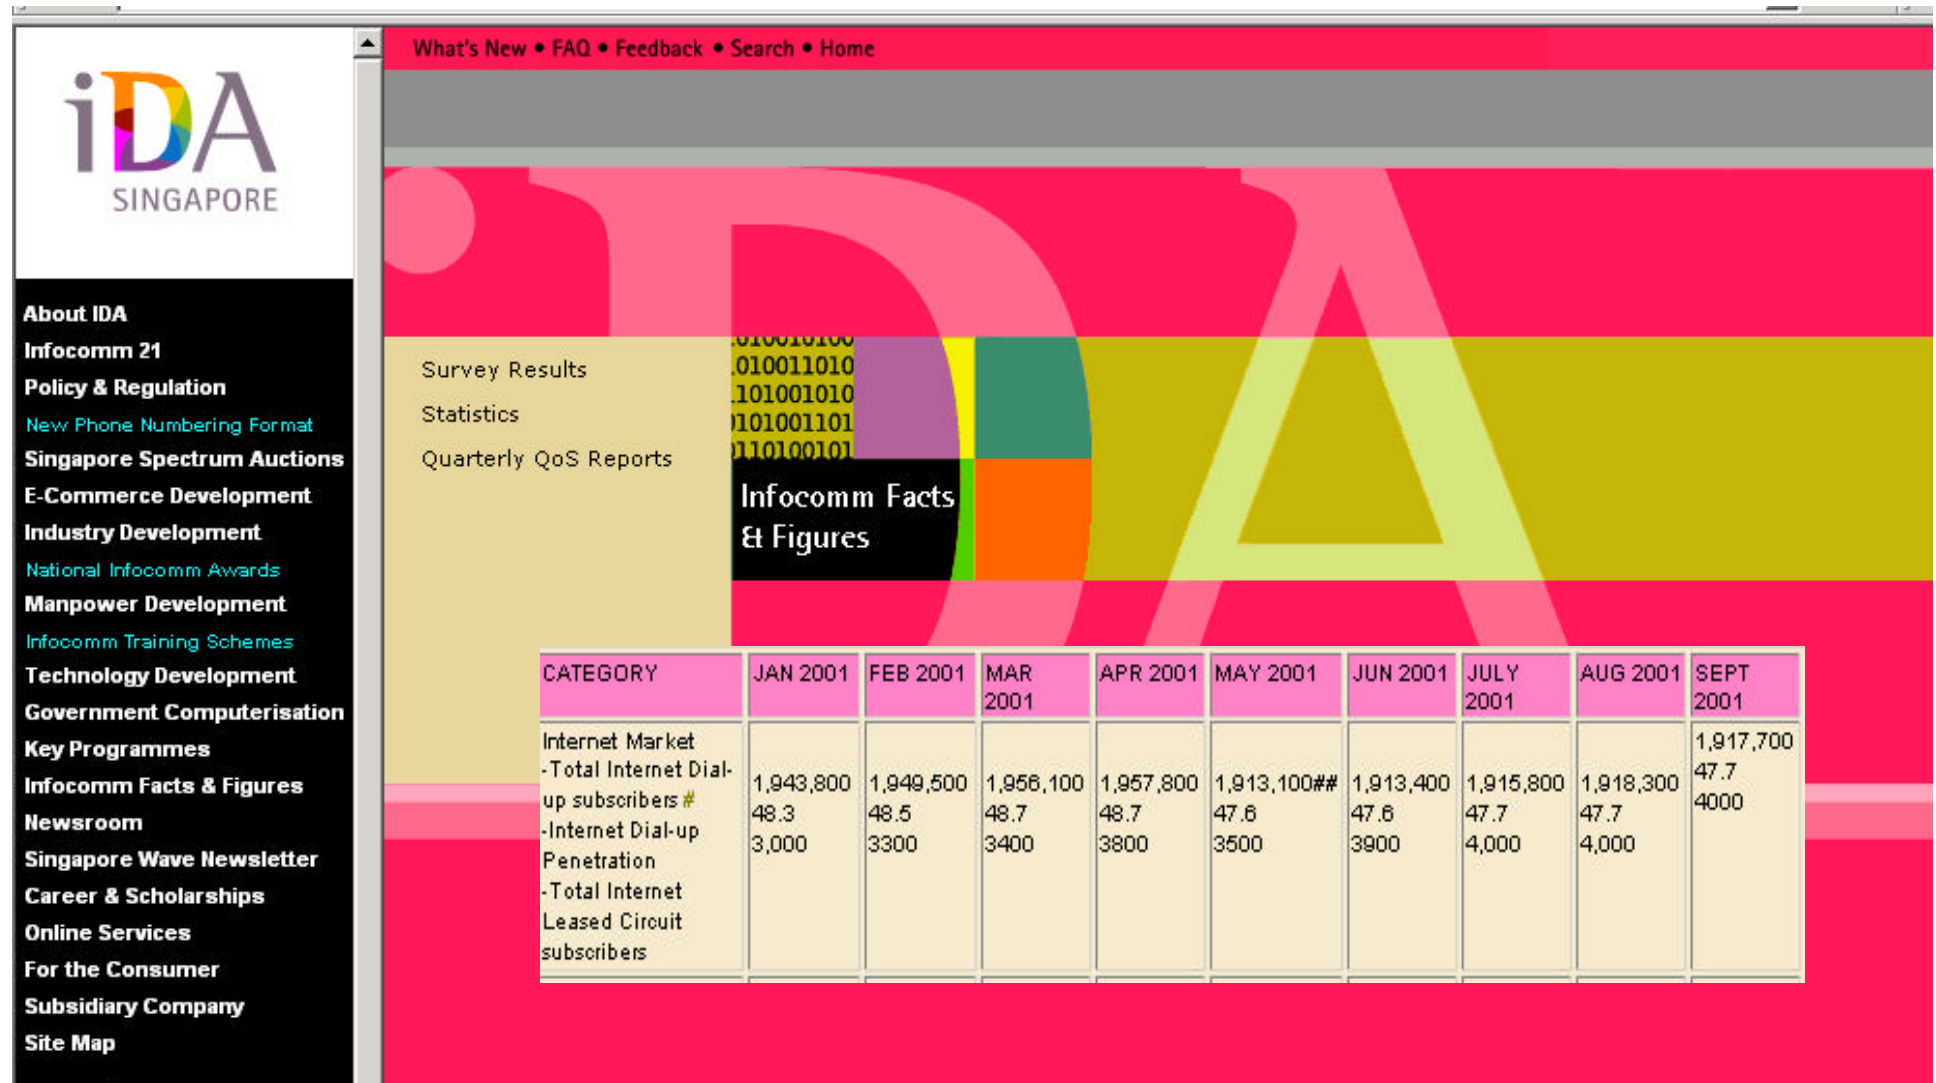 What's New • FAQ • Feedback • Search • Home
iDA
SINGAPORE
About IDA
Infocomm 21
Policy & Regulation
New Phone Numbering Format
Singapore Spectrum Auctions
E-Commerce Development
Industry Development
National Infocomm Awards
Manpower Development
Infocomm Training Schemes
Technology Development
Government Computerisation
Key Programmes
Infocomm Facts & Figures
Newsroom
Singapore Wave Newsletter
Career & Scholarships
Online Services
For the Consumer
Subsidiary Company
Site Map
iDA
Survey Results
Statistics
Quarterly QoS Reports
010010100
010011010
101001010
0101001101
0110100101
Infocomm Facts
& Figures
CATEGORY JAN 2001 FEB 2001 MAR 2001 APR 2001 MAY 2001 JUN 2001 JULY 2001 AUG 2001 SEPT 2001
Internet Market
-Total Internet Dial-
up subscribers #
-Internet Dial-up
Penetration
-Total Internet
Leased Circuit
subscribers
1,943,800 1,949,500 1,956,100 1,957,800 1,913,100## 1,913,400 1,915,800 1,918,300 1,917,700
48.3 48.5 48.7 48.7 47.6 47.6 47.7 47.7 47.7
3,000 3300 3400 3800 3500 3900 4,000 4,000 4000